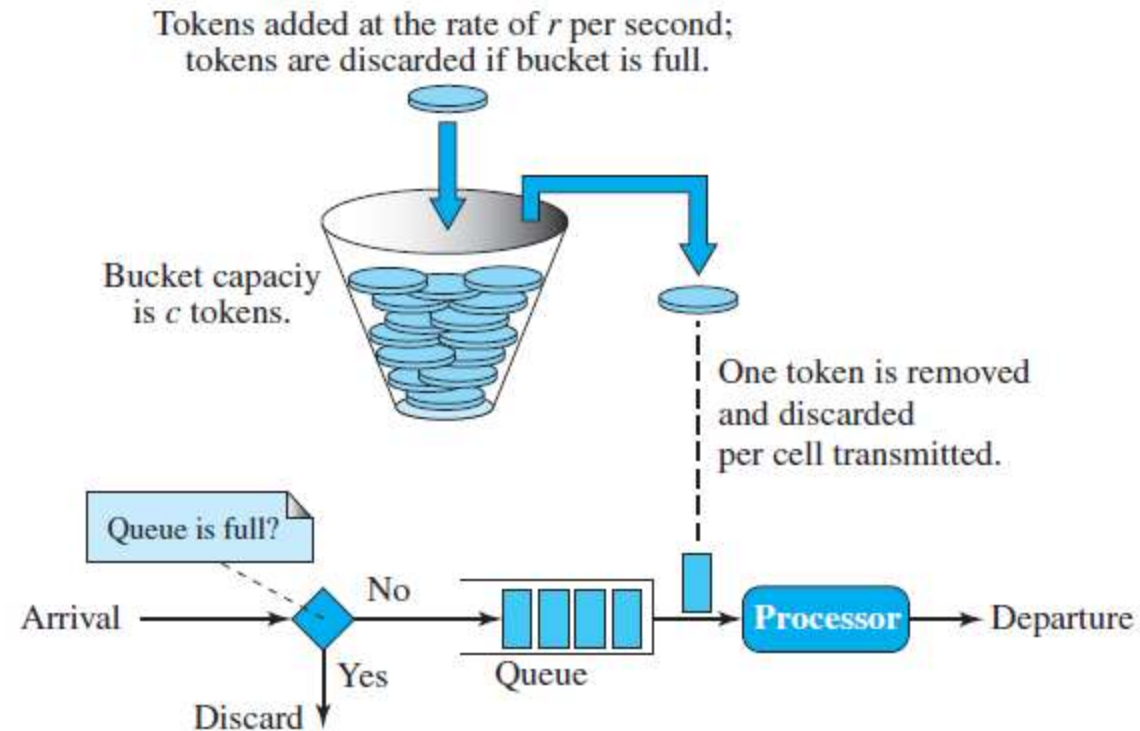 Tokens added at the rate of r per second;
tokens are discarded if bucket is full.
Bucket capaciy
is c tokens.
One token is removed
and discarded
per cell transmitted.
Queue is full?
Arrival
No
Yes
Discard
Queue
Processor
Departure